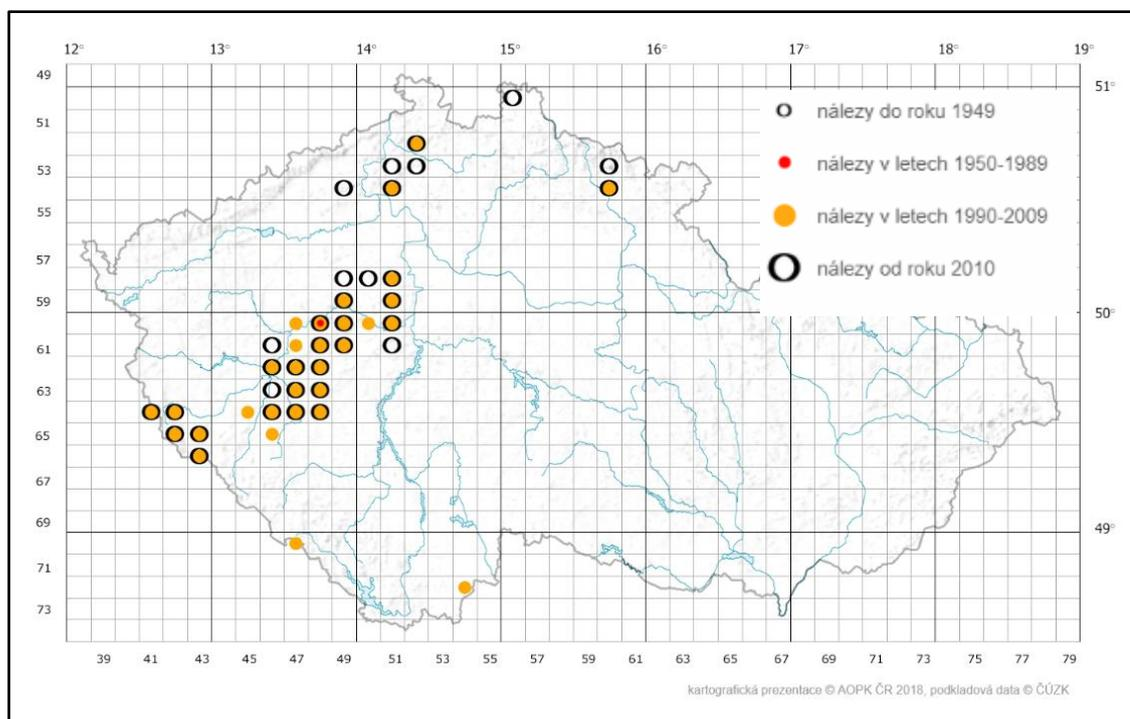 12° 13° 14° 15° 16° 17° 18° 19°
49
51° 
51
53
55
57
59
50°
61
63
65
67
69
49°
71
73
nálezy do roku 1949
nálezy v letech 1950-1989
nálezy v letech 1990-2009
nálezy od roku 2010
39 41 43 45 47 49 51 53 55 57 59 61 63 65 67 69 71 73 75 77 79
kartografická prezentace © AOPK ČR 2018, podkladová data © ČÚZK